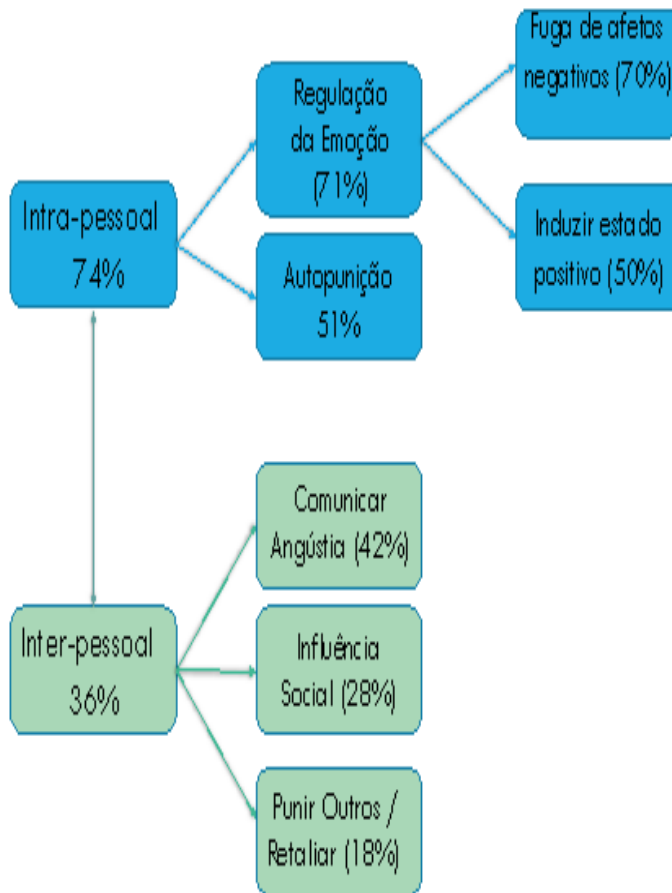 Fuga de afetos
negativos (70%)
Regulação
da Emoção
(71%)
Intra-pessoal
74%
Induzir estado
positivo (50%)
Autopunição
51%
Comunicar
Angústia (42%)
Inter-pessoal
36%
Influência
Social (28%)
Punir Outros /
Retaliar (18%)